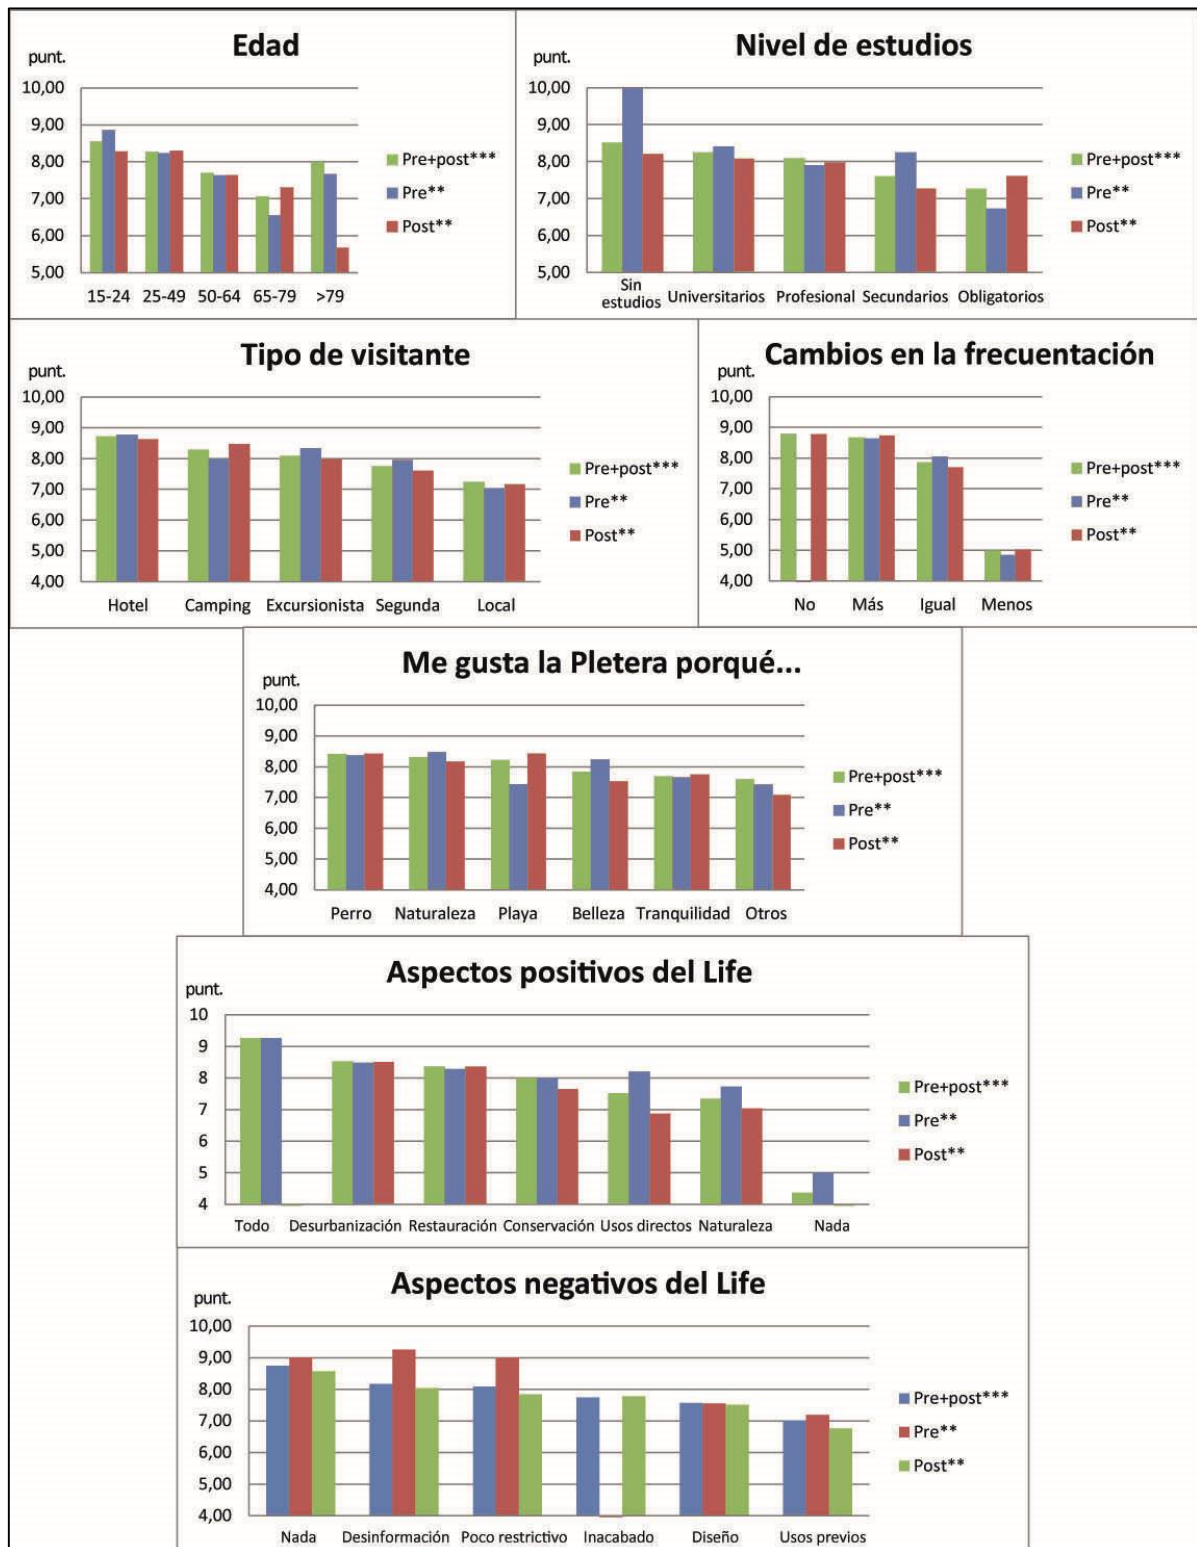 Edad
punt.
10,00
9,00
8,00
7,00
6,00
5,00
15-24 25-49 50-64 65-79 >79
Pre+post***
Pre**
Post**
Nivel de estudios
punt.
10,00
9,00
8,00
7,00
6,00
5,00
Sin estudios Universitarios Profesional Secundarios Obligatorios
Pre+post***
Pre**
Post**
Tipo de visitante
punt.
10,00
9,00
8,00
7,00
6,00
5,00
4,00
Hotel Camping Excursionista Segunda Local
Pre+post***
Pre**
Post**
Cambios en la frecuentación
punt.
10,00
9,00
8,00
7,00
6,00
5,00
4,00
No Más Igual Menos
Pre+post***
Pre**
Post**
Me gusta la Pletera porqué...
punt.
10,00
9,00
8,00
7,00
6,00
5,00
4,00
Perro Naturaleza Playa Belleza Tranquilidad Otros
Pre+post***
Pre**
Post**
Aspectos positivos del Life
punt.
10
9
8
7
6
5
4
Todo Desurbanización Restauración Conservación Usos directos Naturaleza Nada
Pre+post***
Pre**
Post**
Aspectos negativos del Life
punt.
10,00
9,00
8,00
7,00
6,00
5,00
4,00
Nada Desinformación Poco restrictivo Inacabado Diseño Usos previos
Pre+post***
Pre**
Post**